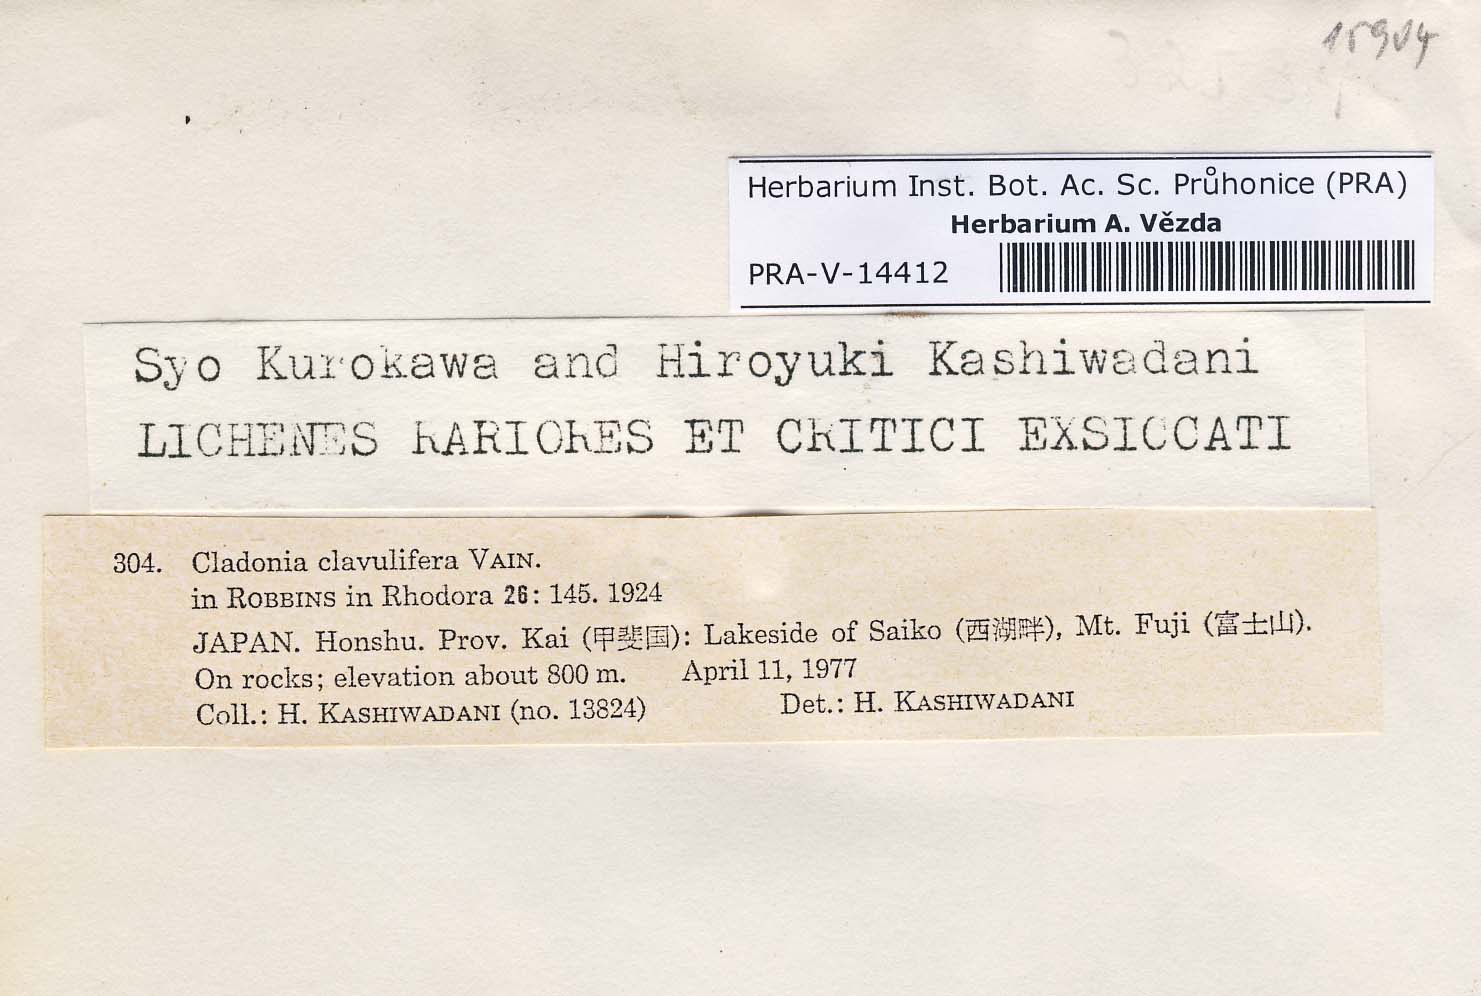 15904
Herbarium Inst. Bot. Ac. Sc. Průhonice (PRA)
Herbarium A. Vězda
PRA-V-14412
Syo Kurokawa and Hiroyuki Kashiwadani
LICHENES RARIORES ET CRITICI EXSICCATI
304. Cladonia clavulifera VAIN.
in ROBBINS in Rhodora 26: 145. 1924
JAPAN. Honshu. Prov. Kai (甲斐国): Lakeside of Saiko (西湖畔), Mt. Fuji (富士山).
On rocks; elevation about 800 m. April 11, 1977
Coll.: H. KASHIWADANI (no. 13824) Det.: H. KASHIWADANI